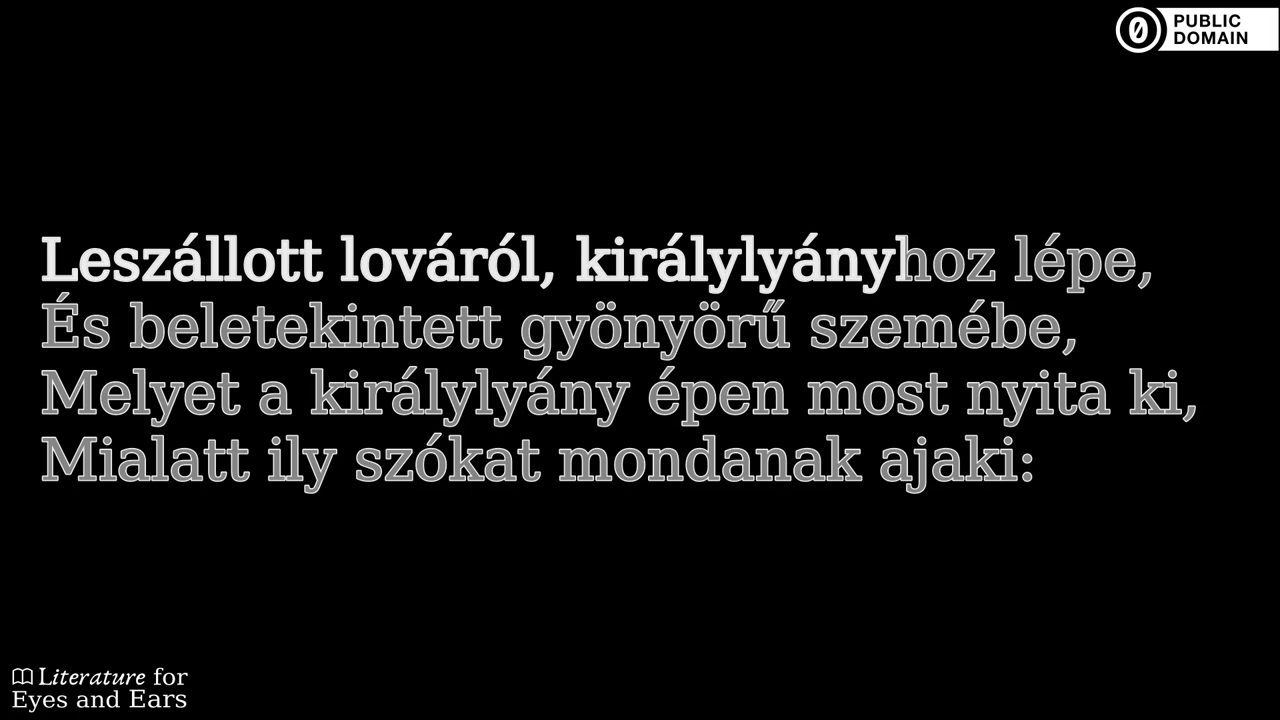 PUBLIC
DOMAIN
Leszállott lováról, királylyányhoz lépe,
És beletekintett gyönyörű szemébe,
Melyet a királylyány épen most nyita ki,
Mialatt ily szókat mondanak ajaki:
Literature for
Eyes and Ears